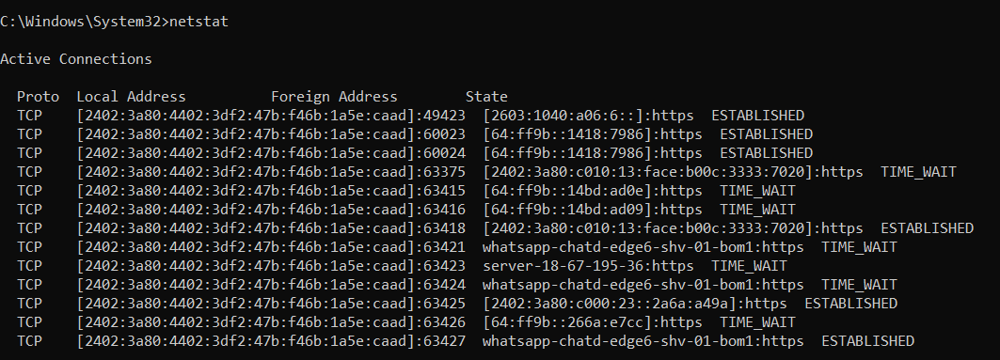 C:\Windows\System32>netstat
Active Connections
Proto Local Address Foreign Address State
TCP [2402:3a80:4402:3df2:47b:f46b:1a5e:caad]:49423 [2603:1040:a06:6::]:https ESTABLISHED
TCP [2402:3a80:4402:3df2:47b:f46b:1a5e:caad]:60023 [64:ff9b::1418:7986]:https ESTABLISHED
TCP [2402:3a80:4402:3df2:47b:f46b:1a5e:caad]:60024 [64:ff9b::1418:7986]:https ESTABLISHED
TCP [2402:3a80:4402:3df2:47b:f46b:1a5e:caad]:63375 [2402:3a80:c010:13:face:b00c:3333:7020]:https TIME_WAIT
TCP [2402:3a80:4402:3df2:47b:f46b:1a5e:caad]:63415 [64:ff9b::14bd:ad0e]:https TIME_WAIT
TCP [2402:3a80:4402:3df2:47b:f46b:1a5e:caad]:63416 [64:ff9b::14bd:ad09]:https TIME_WAIT
TCP [2402:3a80:4402:3df2:47b:f46b:1a5e:caad]:63418 [2402:3a80:c010:13:face:b00c:3333:7020]:https ESTABLISHED
TCP [2402:3a80:4402:3df2:47b:f46b:1a5e:caad]:63421 whatsapp-chatd-edge6-shv-01-bom1:https TIME_WAIT
TCP [2402:3a80:4402:3df2:47b:f46b:1a5e:caad]:63423 server-18-67-195-36:https TIME_WAIT
TCP [2402:3a80:4402:3df2:47b:f46b:1a5e:caad]:63424 whatsapp-chatd-edge6-shv-01-bom1:https TIME_WAIT
TCP [2402:3a80:4402:3df2:47b:f46b:1a5e:caad]:63425 [2402:3a80:c000:23::2a6a:a49a]:https ESTABLISHED
TCP [2402:3a80:4402:3df2:47b:f46b:1a5e:caad]:63426 [64:ff9b::266a:e7cc]:https TIME_WAIT
TCP [2402:3a80:4402:3df2:47b:f46b:1a5e:caad]:63427 whatsapp-chatd-edge6-shv-01-bom1:https ESTABLISHED